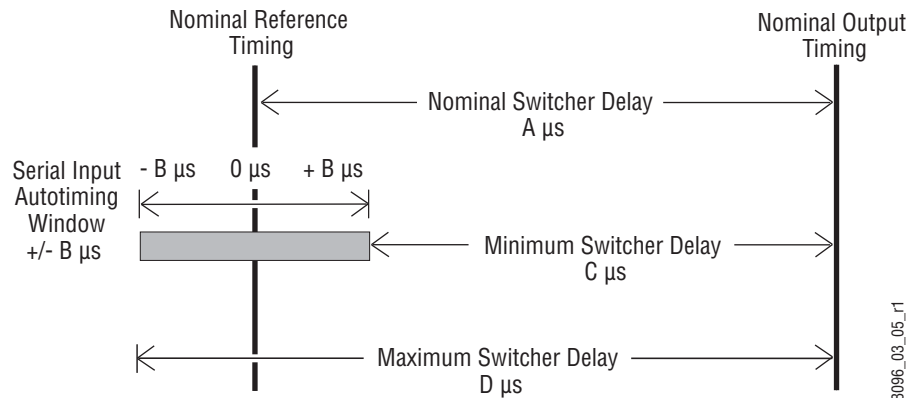 Nominal Reference
Timing
Nominal Output
Timing
Nominal Switcher Delay
A µs
Serial Input
Autotiming
Window
+/- B µs
- B µs 0 µs + B µs
Minimum Switcher Delay
C µs
Maximum Switcher Delay
D µs
8096_03_05_r1